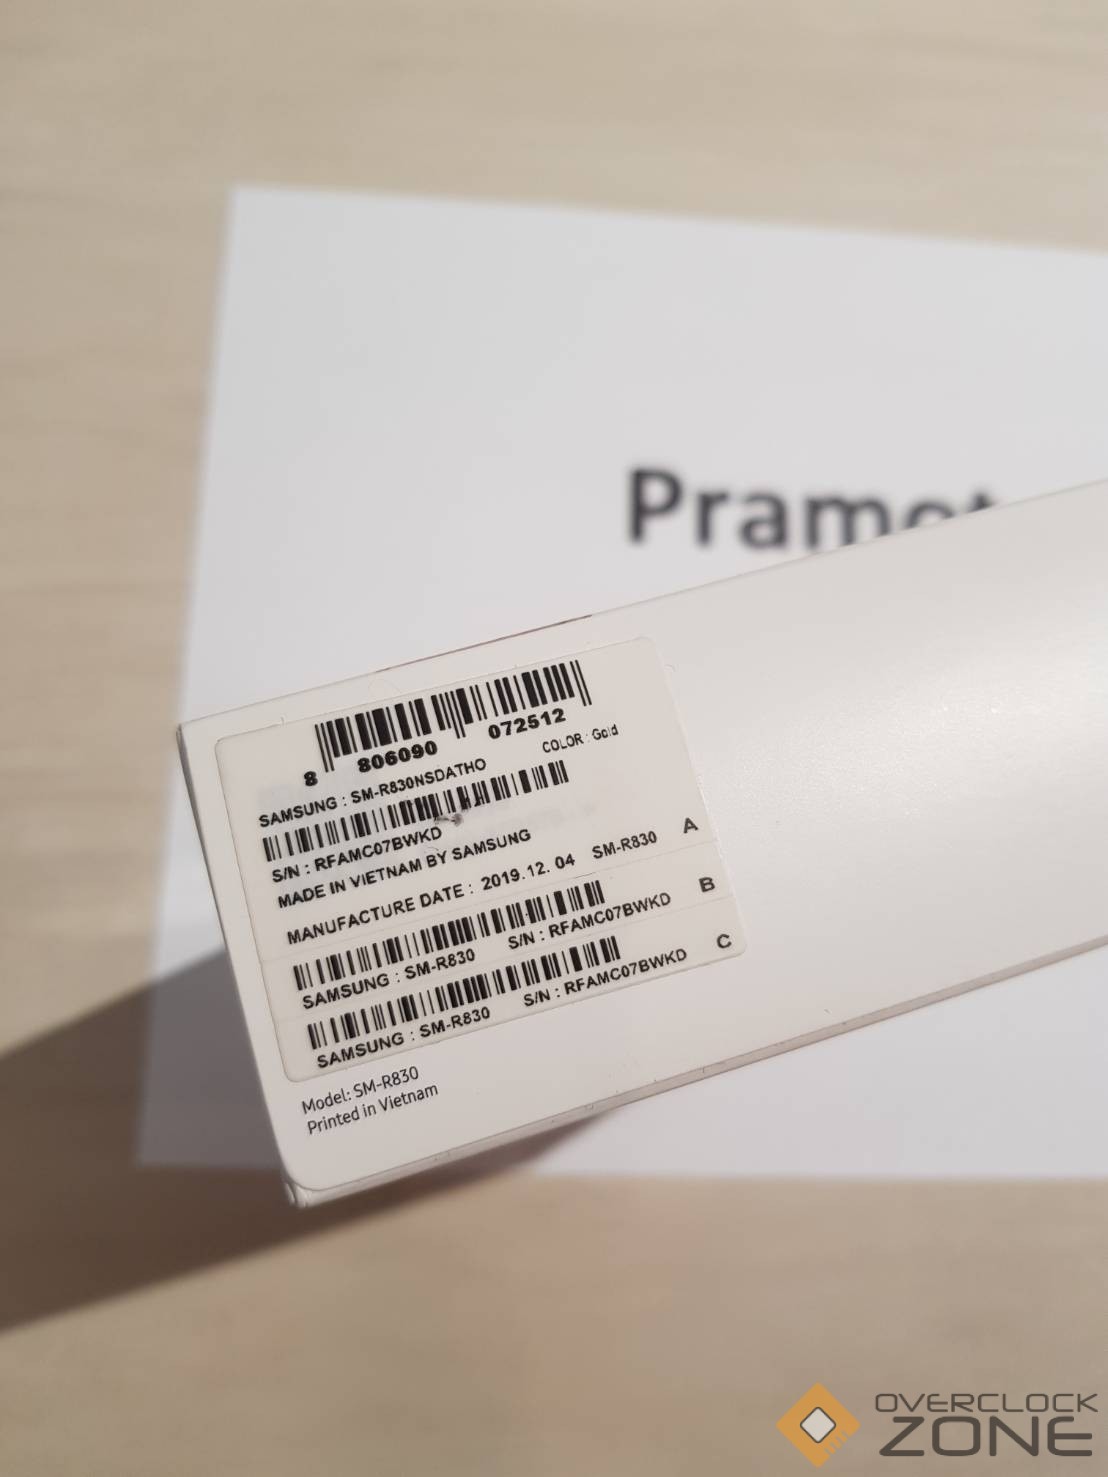 Pramot
8 806090 072512
SAMSUNG : SM-R830NSDATHO COLOR : Gold
S/N : RFAMC07BWKD
MADE IN VIETNAM BY SAMSUNG
MANUFACTURE DATE : 2019.12. 04 SM-R830 A
SAMSUNG : SM-R830 S/N : RFAMC07BWKD B
SAMSUNG : SM-R830 S/N : RFAMC07BWKD C
Model: SM-R830
Printed in Vietnam
OVERCLOCK
ZONE